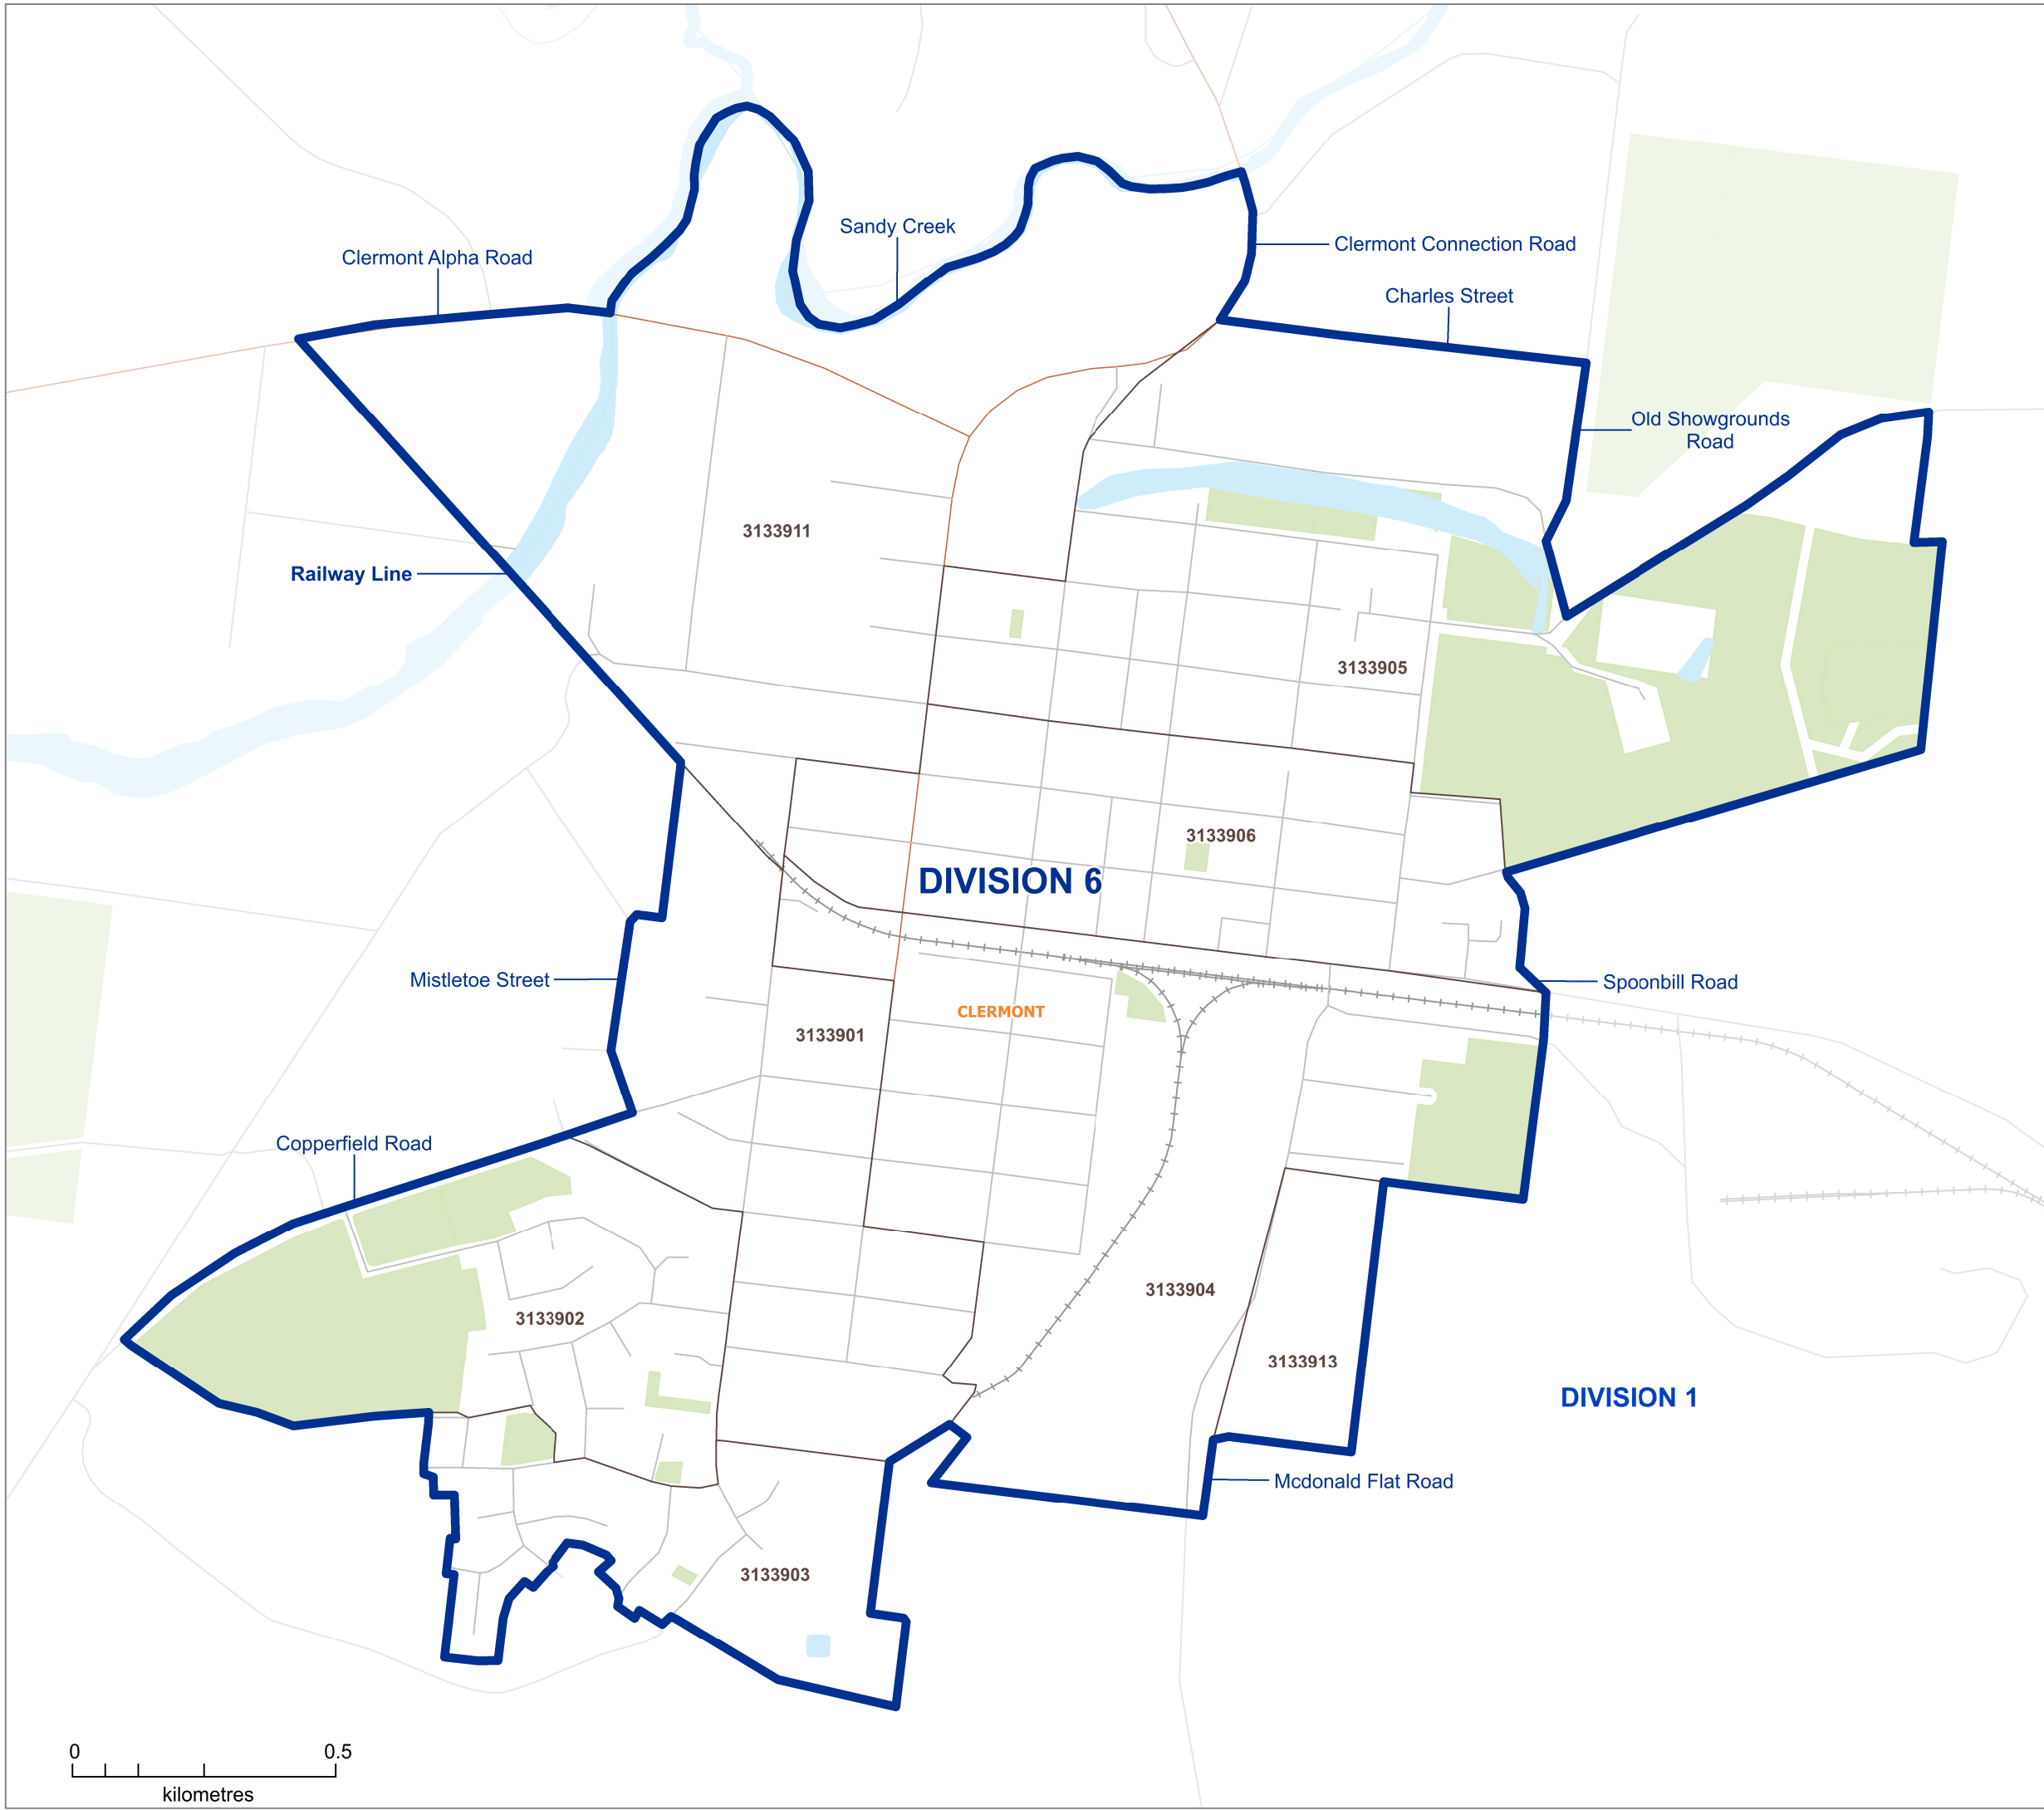 Sandy Creek
Clermont Connection Road
Clermont Alpha Road
Charles Street
Old Showgrounds
Road
3133911
Railway Line
3133905
3133906
DIVISION 6
Mistletoe Street
Spoonbill Road
CLERMONT
3133901
Copperfield Road
3133904
3133902
3133913
DIVISION 1
Mcdonald Flat Road
3133903
0 0.5
kilometres